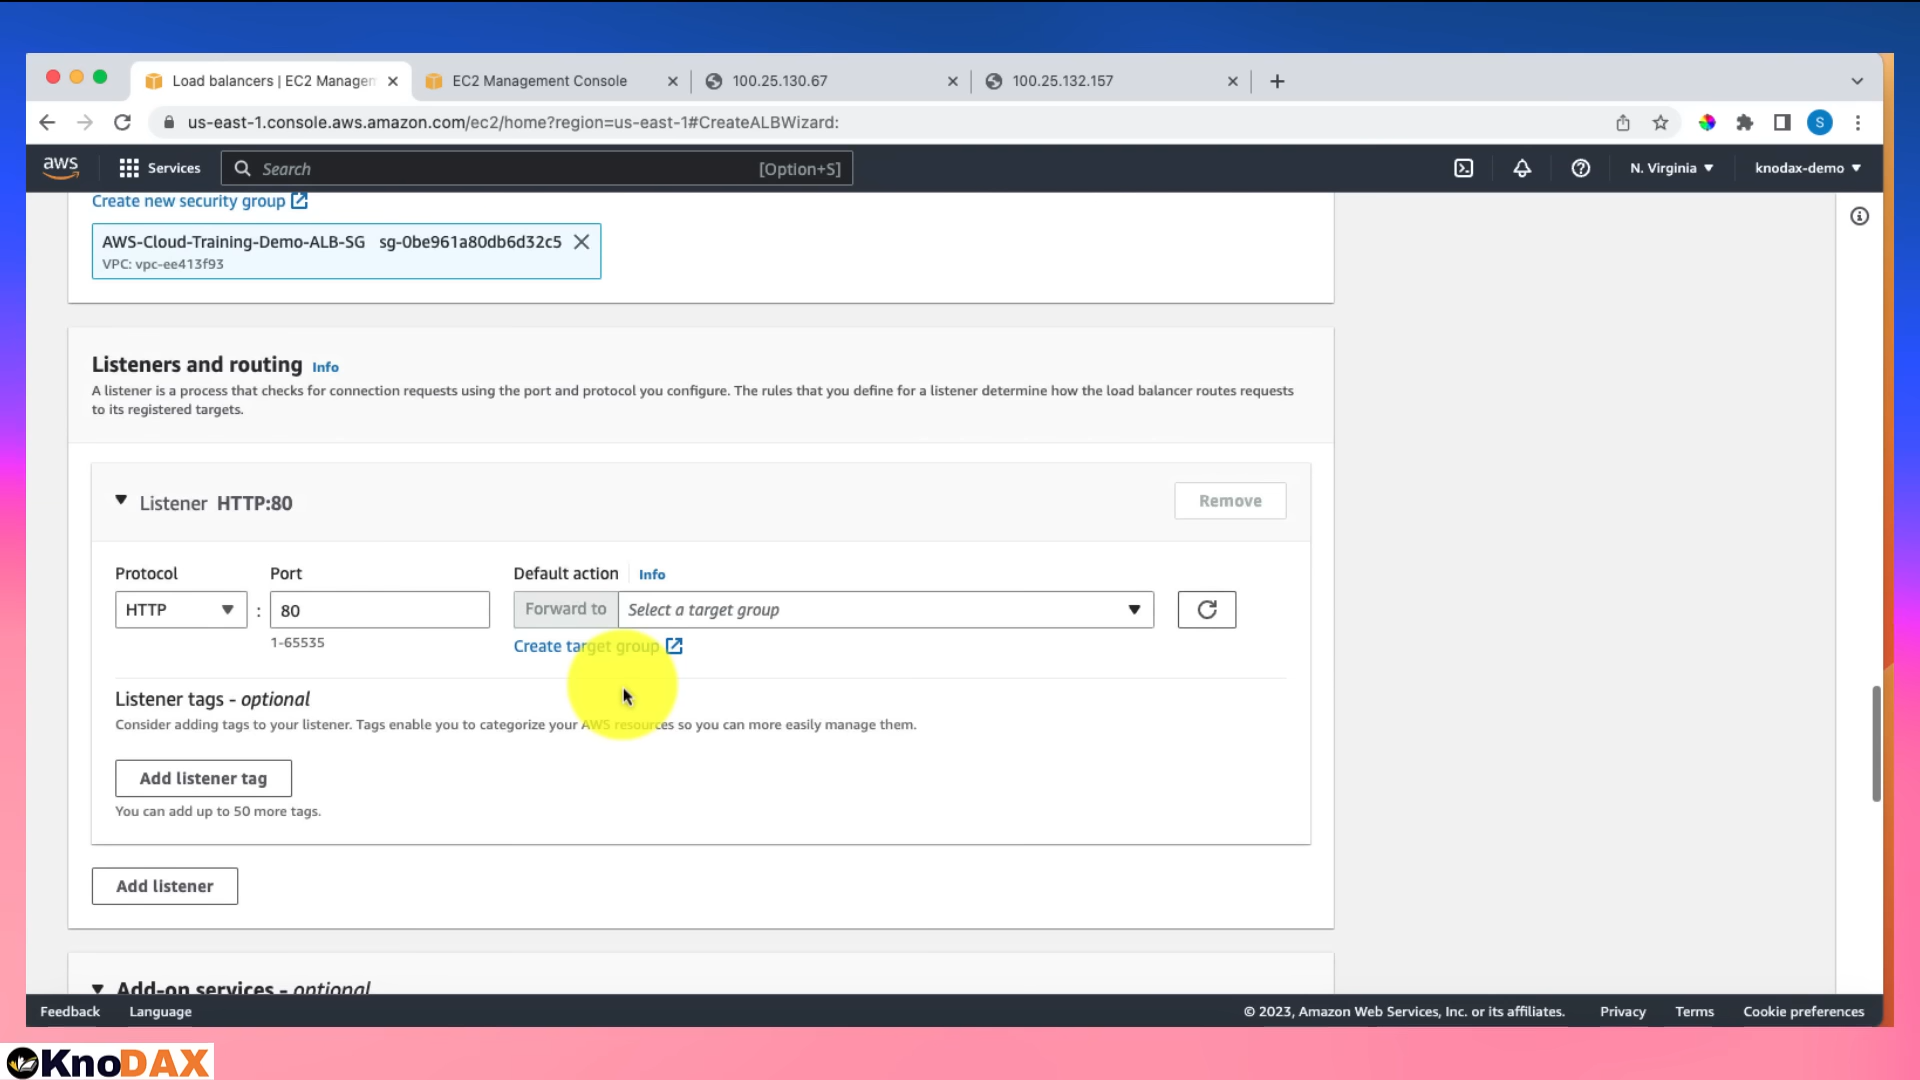 Load balancers | EC2 Managen
EC2 Management Console
100.25.130.67
100.25.132.157
us-east-1.console.aws.amazon.com/ec2/home?region=us-east-1#CreateALBWizard:
S
aws
Services
Search
[Option+S]
N. Virginia
knodax-demo
Create new security group
AWS-Cloud-Training-Demo-ALB-SG sg-0be961a80db6d32c5
VPC: vpc-ee413f93
Listeners and routing Info
A listener is a process that checks for connection requests using the port and protocol you configure. The rules that you define for a listener determine how the load balancer routes requests
to its registered targets.
Listener HTTP:80
Remove
Protocol
Port
Default action
Info
HTTP
:
80
Forward to
Select a target group
1-65535
Create target group
Listener tags - optional
Consider adding tags to your listener. Tags enable you to categorize your AWS resources so you can more easily manage them.
Add listener tag
You can add up to 50 more tags.
Add listener
Add-on services - optional
Feedback
Language
© 2023, Amazon Web Services, Inc. or its affiliates.
Privacy
Terms
Cookie preferences
KnoDAX